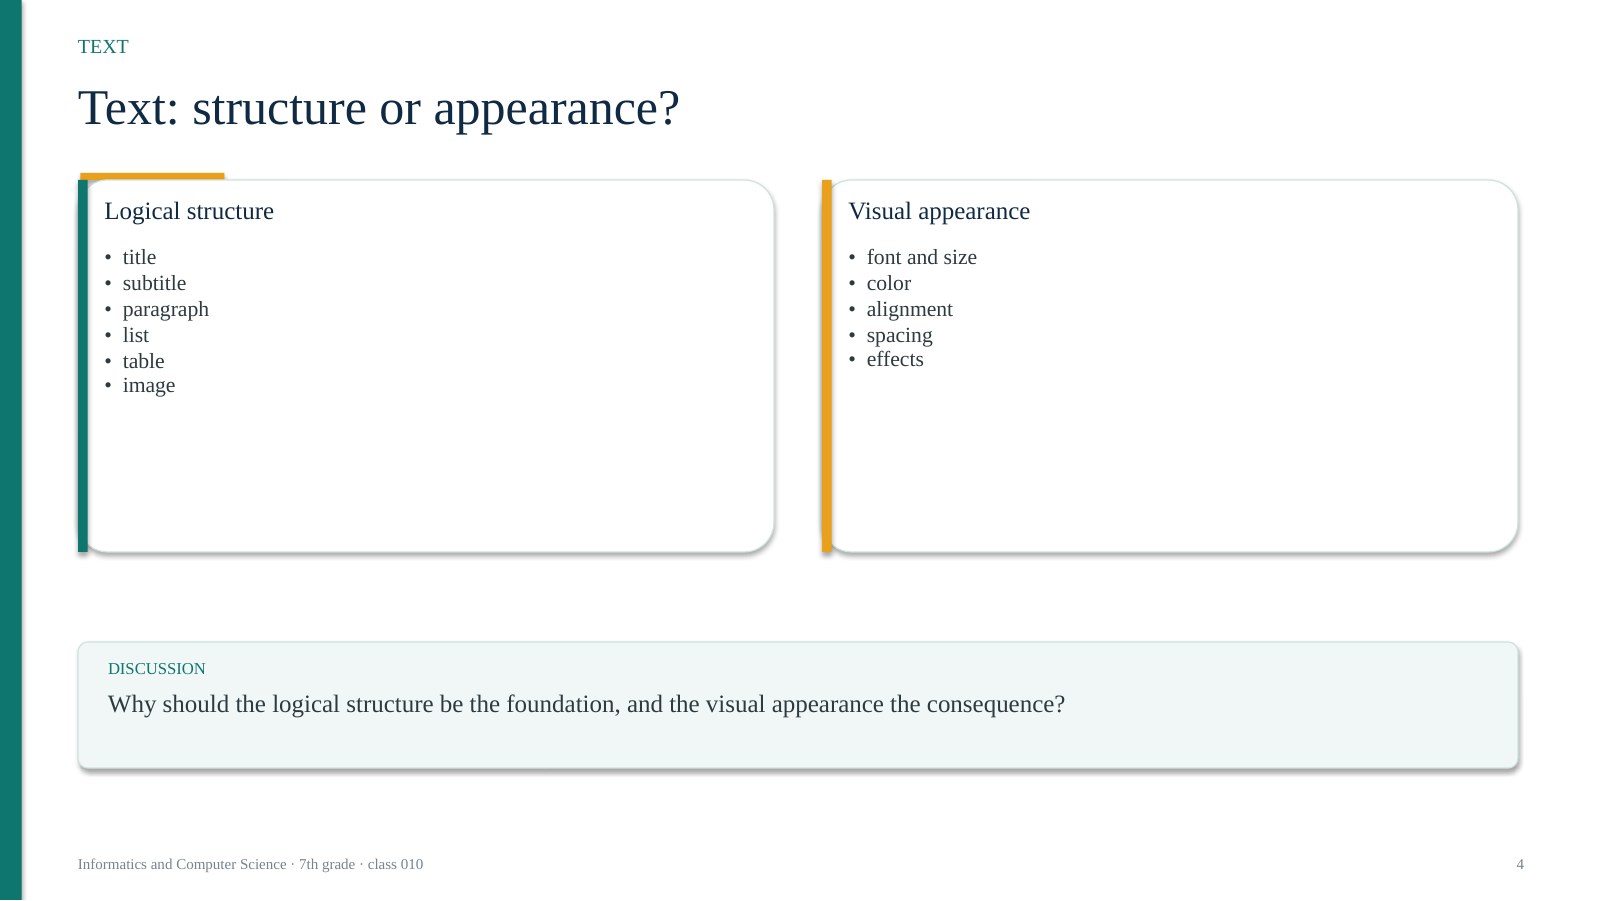 TEXT
Text: structure or appearance?
Logical structure
• title
• subtitle
• paragraph
• list
• table
• image
Visual appearance
• font and size
• color
• alignment
• spacing
• effects
DISCUSSION
Why should the logical structure be the foundation, and the visual appearance the consequence?
Informatics and Computer Science · 7th grade · class 010
4